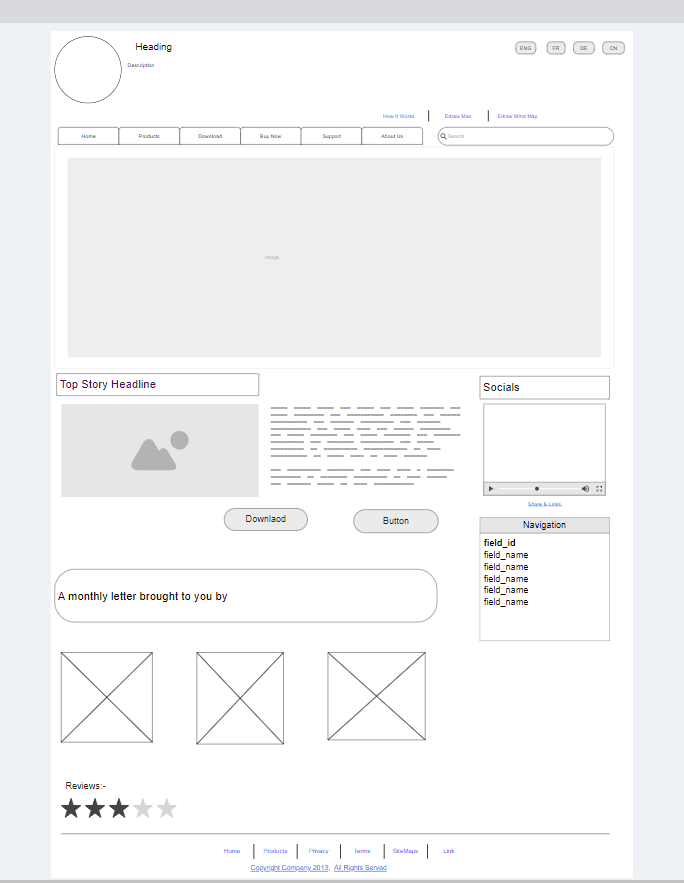 Heading
Description
ENG FR DE CN
How it Works Edraw Max Edraw Mind Map
Home Products Download Buy Now Support About Us Search
Image
Top Story Headline
Socials
Share & Links.
Downlaod
Button
Navigation
field_id
field_name
field_name
field_name
field_name
field_name
A monthly letter brought to you by
Reviews:-
Home Products Privacy Terms SiteMaps Link
Copyright Company 2013; All Rights Served